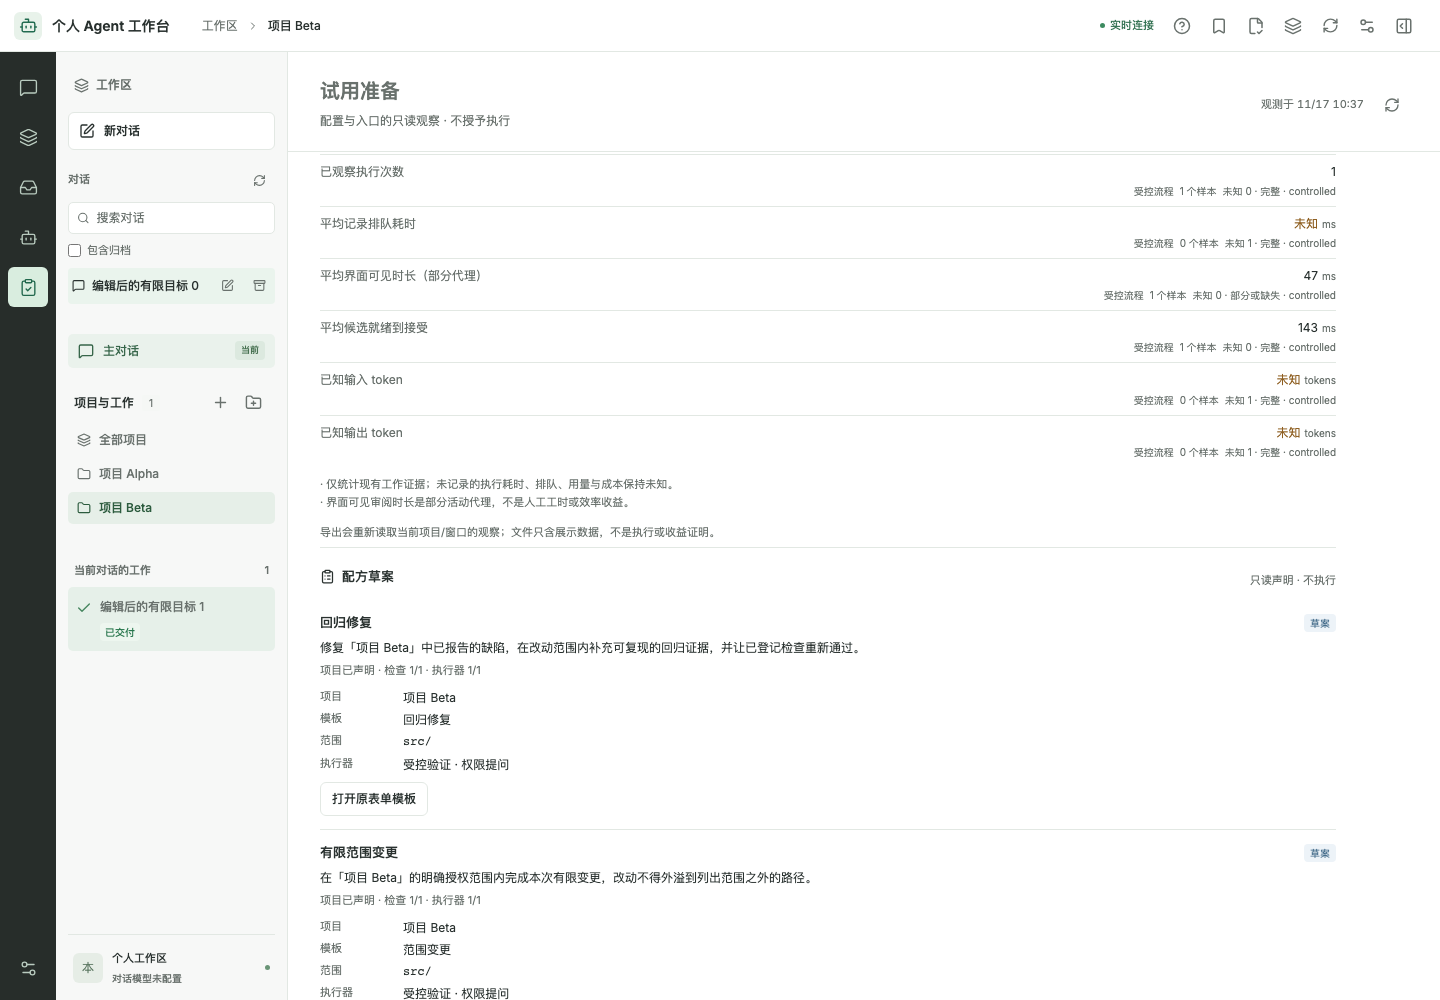 个人 Agent 工作台
工作区 > 项目 Beta
实时连接
工作区
新对话
对话
搜索对话
包含归档
编辑后的有限目标 0
主对话
当前
项目与工作 1
全部项目
项目 Alpha
项目 Beta
当前对话的工作 1
编辑后的有限目标 1
已交付
本
个人工作区
对话模型未配置
试用准备
配置与入口的只读观察 · 不授予执行
观测于 11/17 10:37
已观察执行次数 1
受控流程 1 个样本 未知 0 · 完整 · controlled
平均记录排队耗时 未知 ms
受控流程 0 个样本 未知 1 · 完整 · controlled
平均界面可见时长（部分代理） 47 ms
受控流程 1 个样本 未知 0 · 部分或缺失 · controlled
平均候选就绪到接受 143 ms
受控流程 1 个样本 未知 0 · 完整 · controlled
已知输入 token 未知 tokens
受控流程 0 个样本 未知 1 · 完整 · controlled
已知输出 token 未知 tokens
受控流程 0 个样本 未知 1 · 完整 · controlled
· 仅统计现有工作证据；未记录的执行耗时、排队、用量与成本保持未知。
· 界面可见审阅时长是部分活动代理，不是人工工时或效率收益。
导出会重新读取当前项目/窗口的观察；文件只含展示数据，不是执行或收益证明。
配方草案
只读声明 · 不执行
回归修复 草案
修复「项目 Beta」中已报告的缺陷，在改动范围内补充可复现的回归证据，并让已登记检查重新通过。
项目已声明 · 检查 1/1 · 执行器 1/1
项目 项目 Beta
模板 回归修复
范围 src/
执行器 受控验证 · 权限提问
打开原表单模板
有限范围变更 草案
在「项目 Beta」的明确授权范围内完成本次有限变更，改动不得外溢到列出范围之外的路径。
项目已声明 · 检查 1/1 · 执行器 1/1
项目 项目 Beta
模板 范围变更
范围 src/
执行器 受控验证 · 权限提问